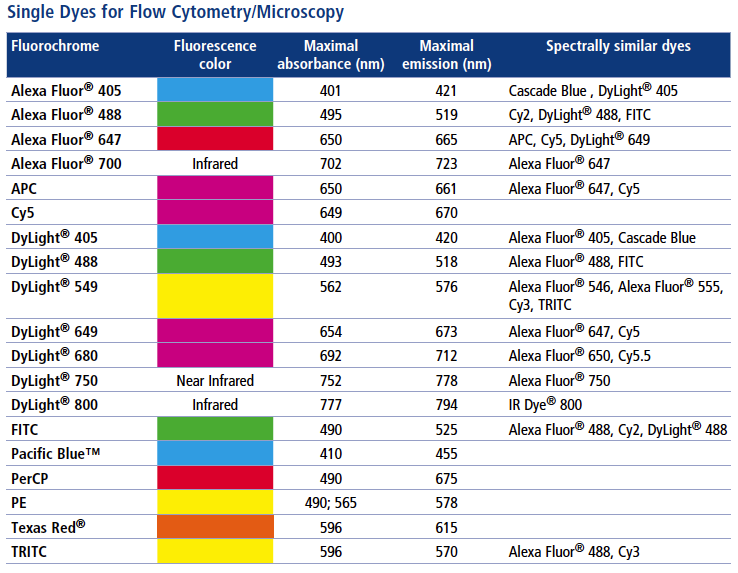 Single Dyes for Flow Cytometry/Microscopy
Fluorochrome Fluorescence color Maximal absorbance (nm) Maximal emission (nm) Spectrally similar dyes
Alexa Fluor® 405 401 421 Cascade Blue , DyLight® 405
Alexa Fluor® 488 495 519 Cy2, DyLight® 488, FITC
Alexa Fluor® 647 650 665 APC, Cy5, DyLight® 649
Alexa Fluor® 700 Infrared 702 723 Alexa Fluor® 647
APC 650 661 Alexa Fluor® 647, Cy5
Cy5 649 670
DyLight® 405 400 420 Alexa Fluor® 405, Cascade Blue
DyLight® 488 493 518 Alexa Fluor® 488, FITC
DyLight® 549 562 576 Alexa Fluor® 546, Alexa Fluor® 555,
Cy3, TRITC
DyLight® 649 654 673 Alexa Fluor® 647, Cy5
DyLight® 680 692 712 Alexa Fluor® 650, Cy5.5
DyLight® 750 Near Infrared 752 778 Alexa Fluor® 750
DyLight® 800 Infrared 777 794 IR Dye® 800
FITC 490 525 Alexa Fluor® 488, Cy2, DyLight® 488
Pacific Blue™ 410 455
PerCP 490 675
PE 490; 565 578
Texas Red® 596 615
TRITC 596 570 Alexa Fluor® 488, Cy3